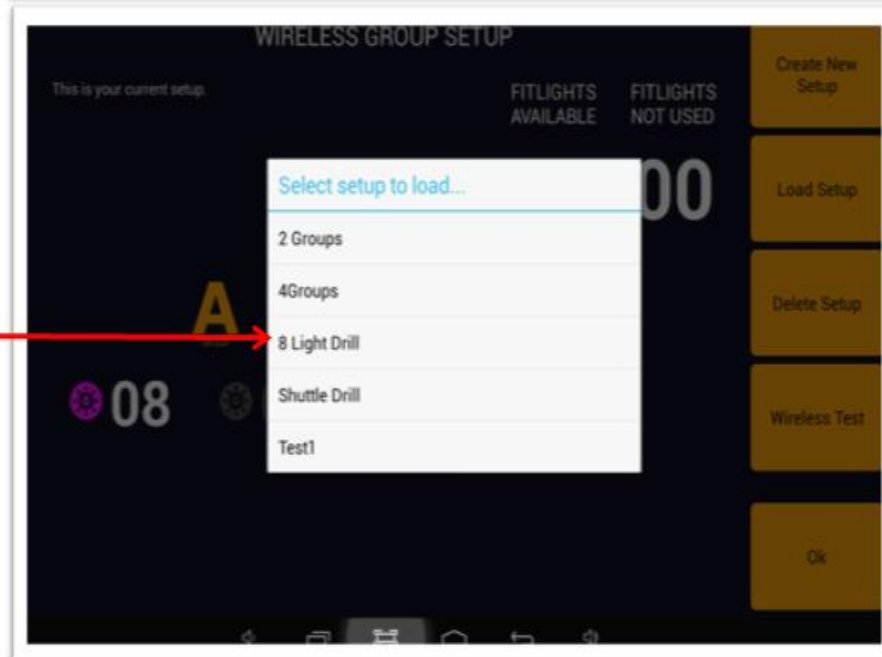 WIRELESS GROUP SETUP
This is your current setup.
FITLIGHTS AVAILABLE
FITLIGHTS NOT USED
Create New Setup
Select setup to load...
00
Load Setup
2 Groups
4Groups
A
Delete Setup
8 Light Drill
08
Shuttle Drill
Wireless Test
Test1
Ok